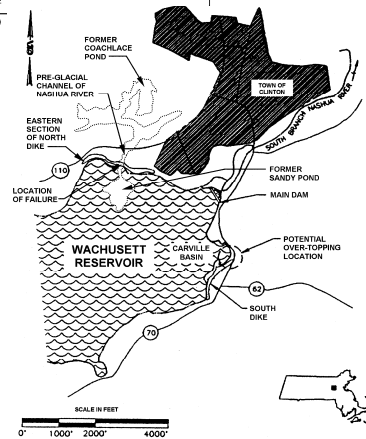 FORMER
COACHLACE
POND
PRE-GLACIAL
CHANNEL OF
NASHUA RIVER
TOWN OF
CLINTON
SOUTH BRANCH NASHUA RIVER
EASTERN
SECTION
OF NORTH
DIKE
110
LOCATION
OF FAILURE
FORMER
SANDY POND
MAIN DAM
WACHUSETT
RESERVOIR
CARVILLE
BASIN
POTENTIAL
OVER-TOPPING
LOCATION
62
SOUTH
DIKE
70
SCALE IN FEET
0' 1000' 2000' 4000'